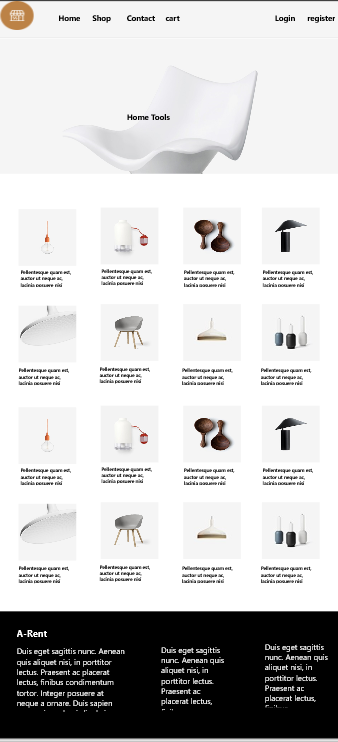 Home Shop Contact cart Login register
Home Tools
Pellentesque quam est, Pellentesque quam est, Pellentesque quam est, Pellentesque quam est,
auctor ut neque ac, auctor ut neque ac, auctor ut neque ac, auctor ut neque ac,
lacinia posuere nisi lacinia posuere nisi lacinia posuere nisi lacinia posuere nisi
Pellentesque quam est, Pellentesque quam est, Pellentesque quam est, Pellentesque quam est,
auctor ut neque ac, auctor ut neque ac, auctor ut neque ac, auctor ut neque ac,
lacinia posuere nisi lacinia posuere nisi lacinia posuere nisi lacinia posuere nisi
Pellentesque quam est, Pellentesque quam est, Pellentesque quam est, Pellentesque quam est,
auctor ut neque ac, auctor ut neque ac, auctor ut neque ac, auctor ut neque ac,
lacinia posuere nisi lacinia posuere nisi lacinia posuere nisi lacinia posuere nisi
Pellentesque quam est, Pellentesque quam est, Pellentesque quam est, Pellentesque quam est,
auctor ut neque ac, auctor ut neque ac, auctor ut neque ac, auctor ut neque ac,
lacinia posuere nisi lacinia posuere nisi lacinia posuere nisi lacinia posuere nisi
A-Rent
Duis eget sagittis nunc. Aenean
quis aliquet nisi, in porttitor
lectus. Praesent ac placerat
lectus, finibus condimentum
tortor. Integer posuere at
neque a ornare. Duis sapien
Duis eget sagittis
nunc. Aenean quis
aliquet nisi, in
porttitor lectus.
Praesent ac
placerat lectus,
Duis eget sagittis
nunc. Aenean quis
aliquet nisi, in
porttitor lectus.
Praesent ac
placerat lectus,